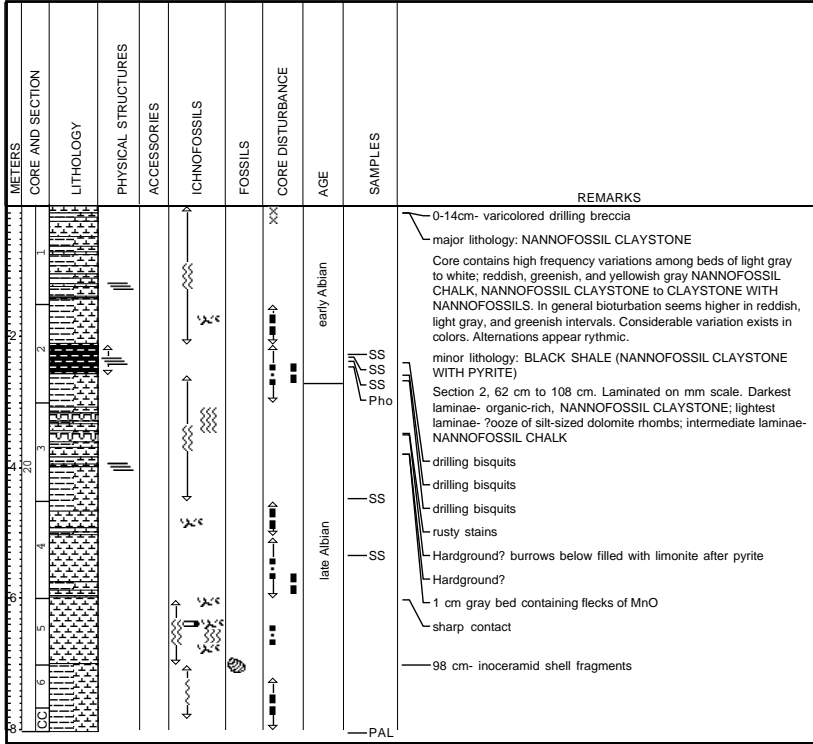 METERS
CORE AND SECTION
LITHOLOGY
PHYSICAL STRUCTURES
ACCESSORIES
ICHNOFOSSILS
FOSSILS
CORE DISTURBANCE
AGE
SAMPLES
REMARKS
2
4
6
8
20
1
2
3
4
5
6
CC
early Albian
late Albian
SS
SS
SS
Pho
SS
SS
PAL
0-14cm- varicolored drilling breccia
major lithology: NANNOFOSSIL CLAYSTONE
Core contains high frequency variations among beds of light gray
to white; reddish, greenish, and yellowish gray NANNOFOSSIL
CHALK, NANNOFOSSIL CLAYSTONE to CLAYSTONE WITH
NANNOFOSSILS. In general bioturbation seems higher in reddish,
light gray, and greenish intervals. Considerable variation exists in
colors. Alternations appear rythmic.
minor lithology: BLACK SHALE (NANNOFOSSIL CLAYSTONE
WITH PYRITE)
Section 2, 62 cm to 108 cm. Laminated on mm scale. Darkest
laminae- organic-rich, NANNOFOSSIL CLAYSTONE; lightest
laminae- ?ooze of silt-sized dolomite rhombs; intermediate laminae-
NANNOFOSSIL CHALK
drilling bisquits
drilling bisquits
drilling bisquits
rusty stains
Hardground? burrows below filled with limonite after pyrite
Hardground?
1 cm gray bed containing flecks of MnO
sharp contact
98 cm- inoceramid shell fragments